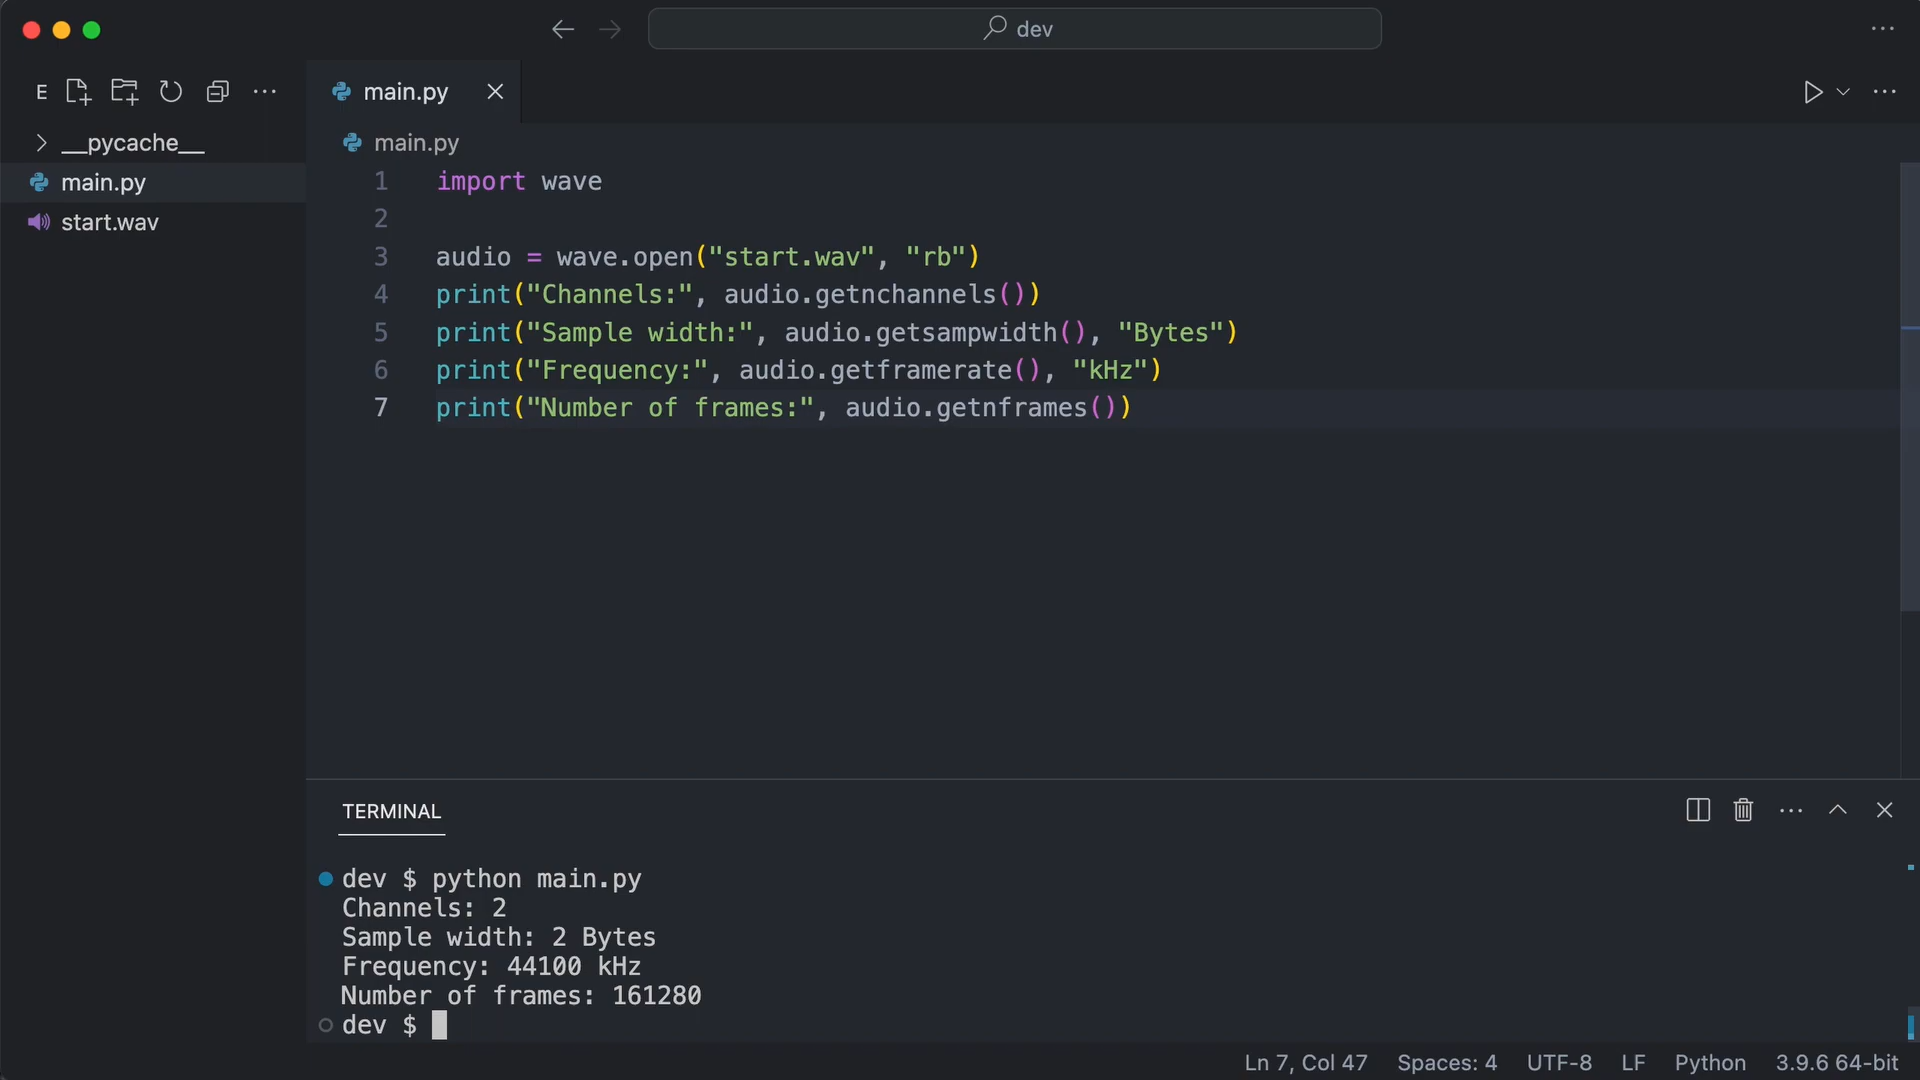 dev
E
main.py
__pycache__
main.py
start.wav
main.py
1 import wave
2
3 audio = wave.open("start.wav", "rb")
4 print("Channels:", audio.getnchannels())
5 print("Sample width:", audio.getsampwidth(), "Bytes")
6 print("Frequency:", audio.getframerate(), "kHz")
7 print("Number of frames:", audio.getnframes())
TERMINAL
dev $ python main.py
Channels: 2
Sample width: 2 Bytes
Frequency: 44100 kHz
Number of frames: 161280
dev $
Ln 7, Col 47 Spaces: 4 UTF-8 LF Python 3.9.6 64-bit